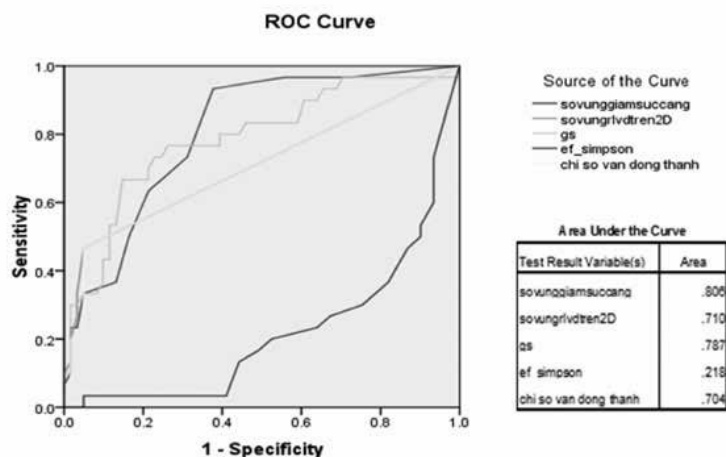 ROC Curve
1.0
0.8
0.6
0.4
0.2
0.0
Sensitivity
0.0
0.2
0.4
0.6
0.8
1.0
1 - Specificity
Source of the Curve
sovunggiamsuccang
sovungrlvdtren2D
gs
ef_simpson
chi so van dong thanh
Area Under the Curve
Test Result Variable(s) Area
sovunggiamsuccang .806
sovungrlvdtren2D .710
gs .787
ef simpson .218
chi so van dong thanh .704